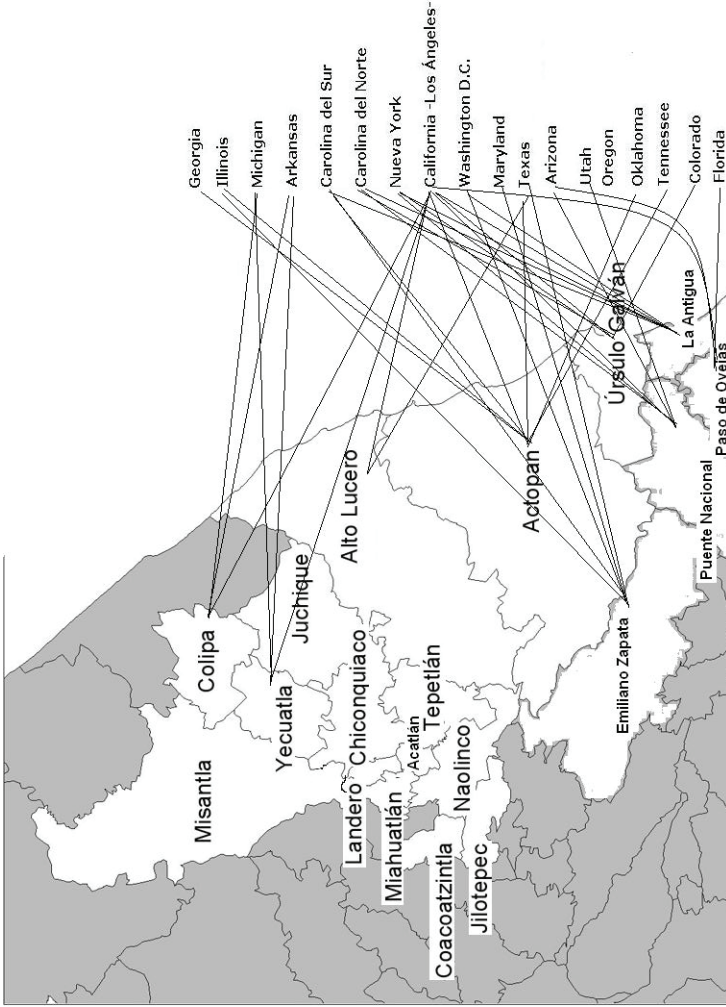 Georgia
Illinois
Michigan
Arkansas
Carolina del Sur
Carolina del Norte
Nueva York
California -Los Ángeles-
Washington D.C.
Maryland
Texas
Arizona
Utah
Oregon
Oklahoma
Tennessee
Colorado
Florida
Colipa
Misantla
Yecuatla
Juchique
Alto Lucero
Chiconquiaco
Landero
Miahuatlán
Acatlán
Tepetlán
Naolinco
Coacoatzintla
Jilotepec
Actopan
Úrsulo Galván
La Antigua
Emiliano Zapata
Puente Nacional
Paso de Ovejas